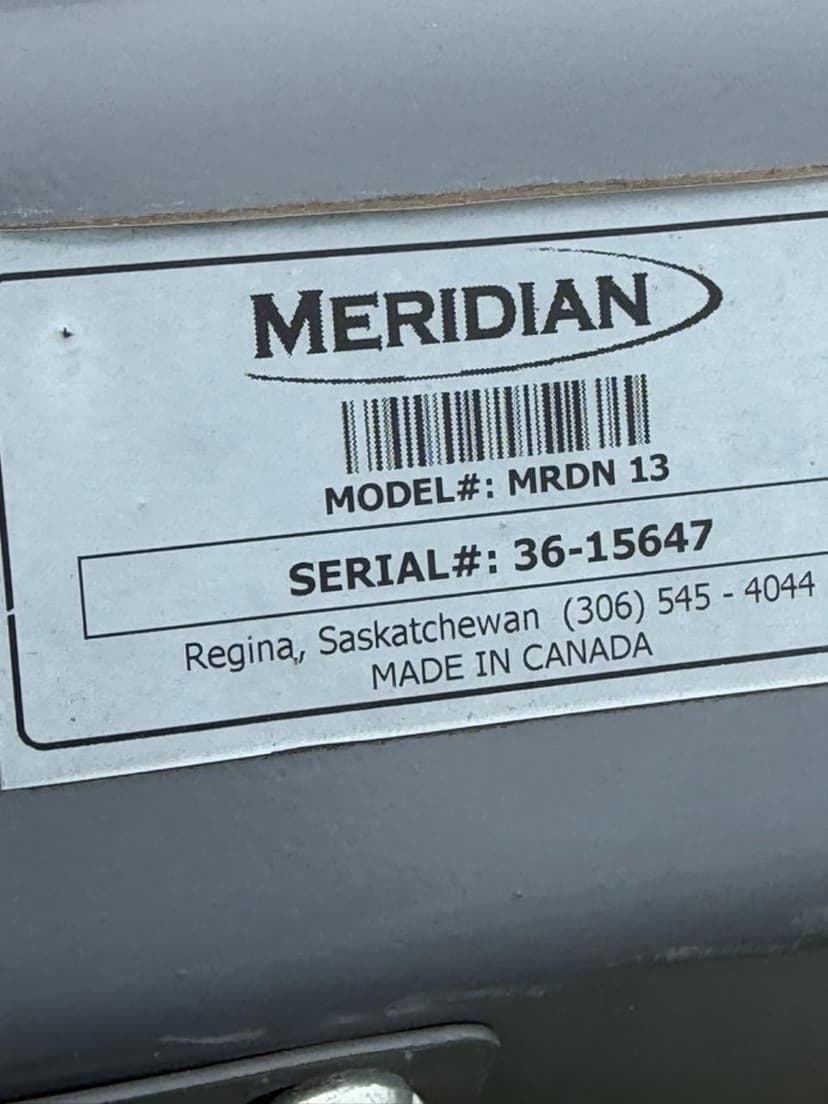 MERIDIAN
MODEL#: MRDN 13
SERIAL#: 36-15647
Regina, Saskatchewan (306) 545 - 4044
MADE IN CANADA